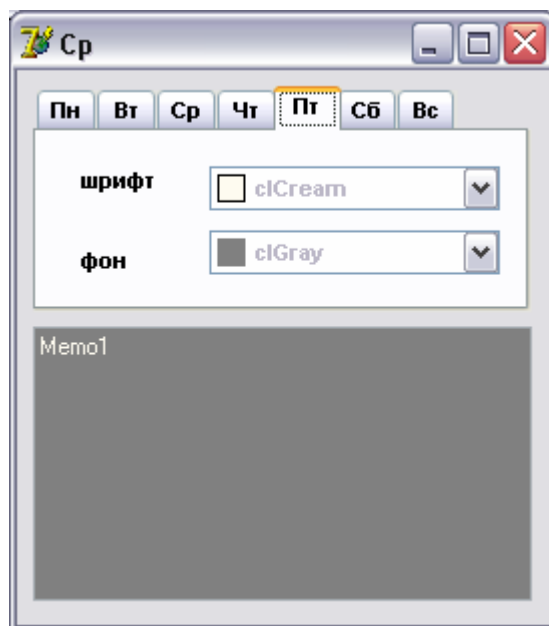 Ср
Пн Вт Ср Чт Пт Сб Вс
шрифт clCream
фон clGray
Memo1